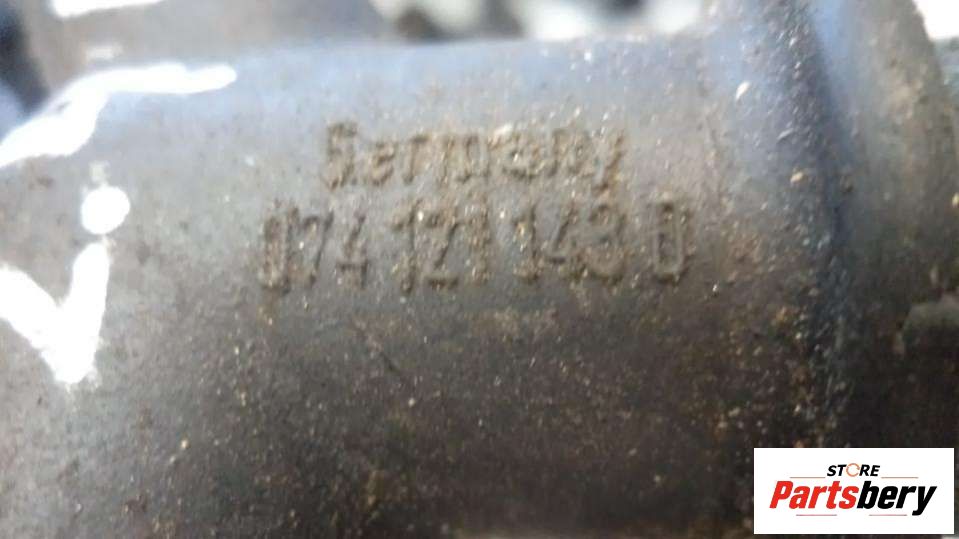 Germany
074 121 143 D
STORE
Partsbery